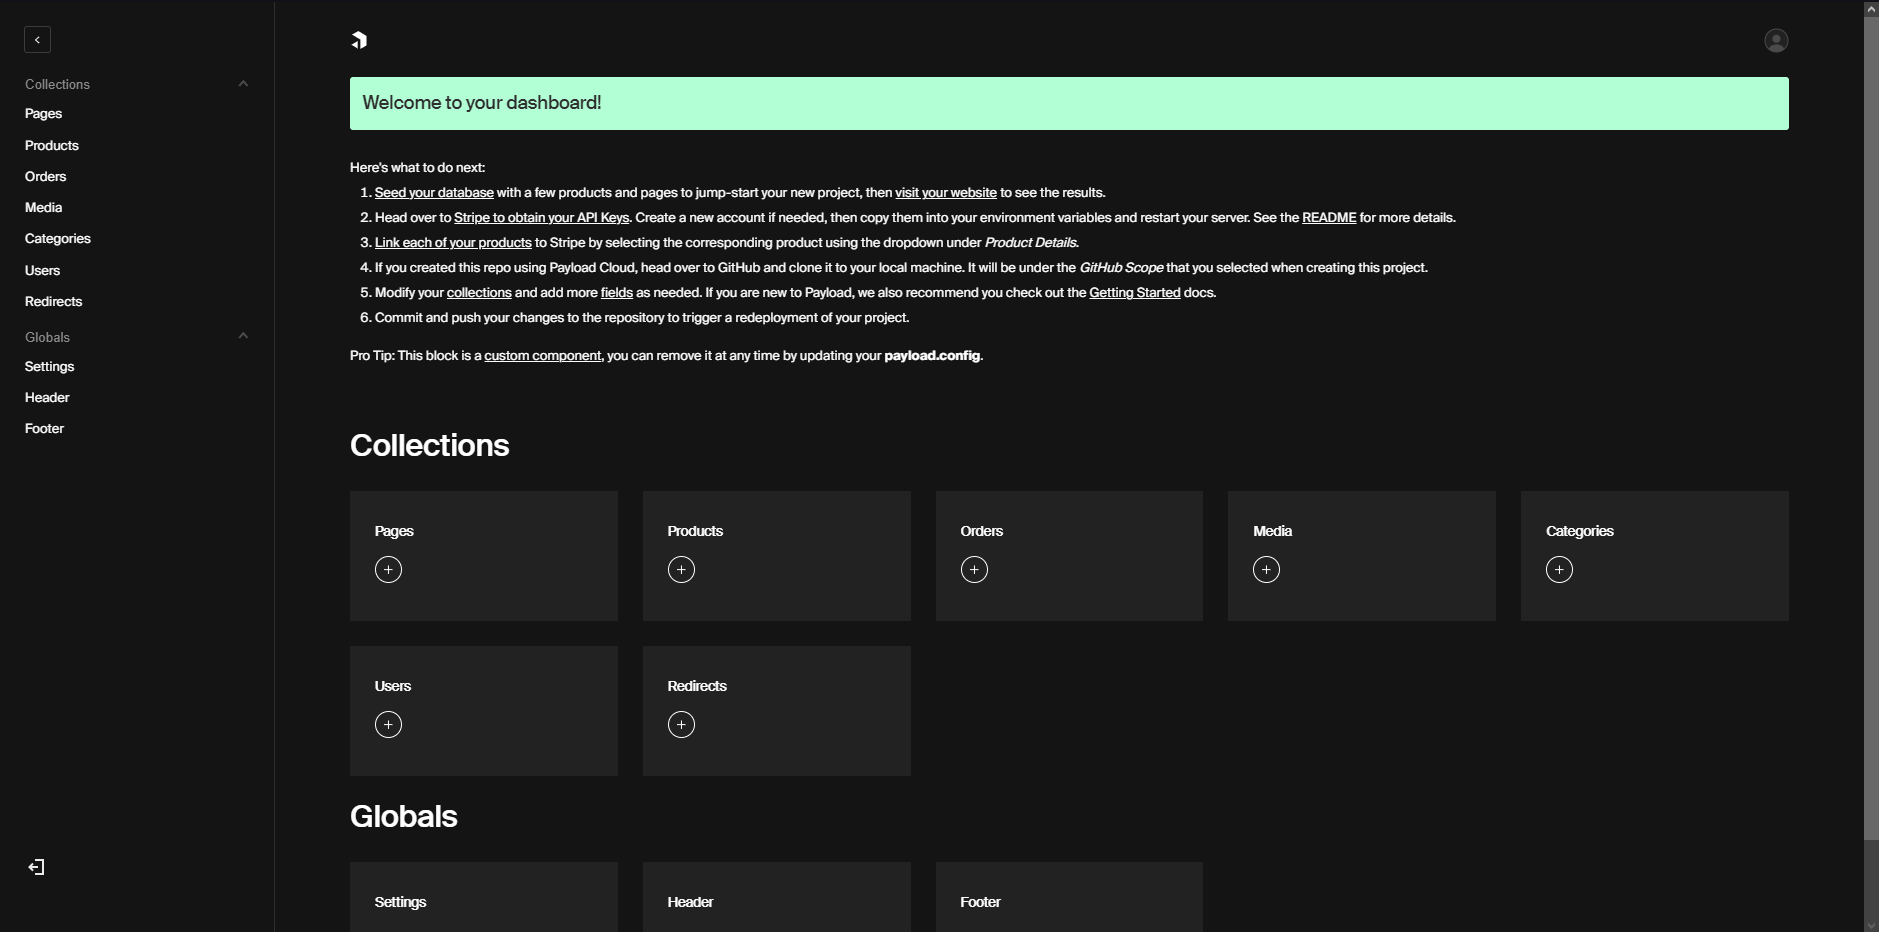 Collections
Pages
Products
Orders
Media
Categories
Users
Redirects
Globals
Settings
Header
Footer
Welcome to your dashboard!
Here's what to do next:
1. Seed your database with a few products and pages to jump-start your new project, then visit your website to see the results.
2. Head over to Stripe to obtain your API Keys. Create a new account if needed, then copy them into your environment variables and restart your server. See the README for more details.
3. Link each of your products to Stripe by selecting the corresponding product using the dropdown under Product Details.
4. If you created this repo using Payload Cloud, head over to GitHub and clone it to your local machine. It will be under the GitHub Scope that you selected when creating this project.
5. Modify your collections and add more fields as needed. If you are new to Payload, we also recommend you check out the Getting Started docs.
6. Commit and push your changes to the repository to trigger a redeployment of your project.
Pro Tip: This block is a custom component, you can remove it at any time by updating your payload.config.
Collections
Pages
Products
Orders
Media
Categories
Users
Redirects
Globals
Settings
Header
Footer